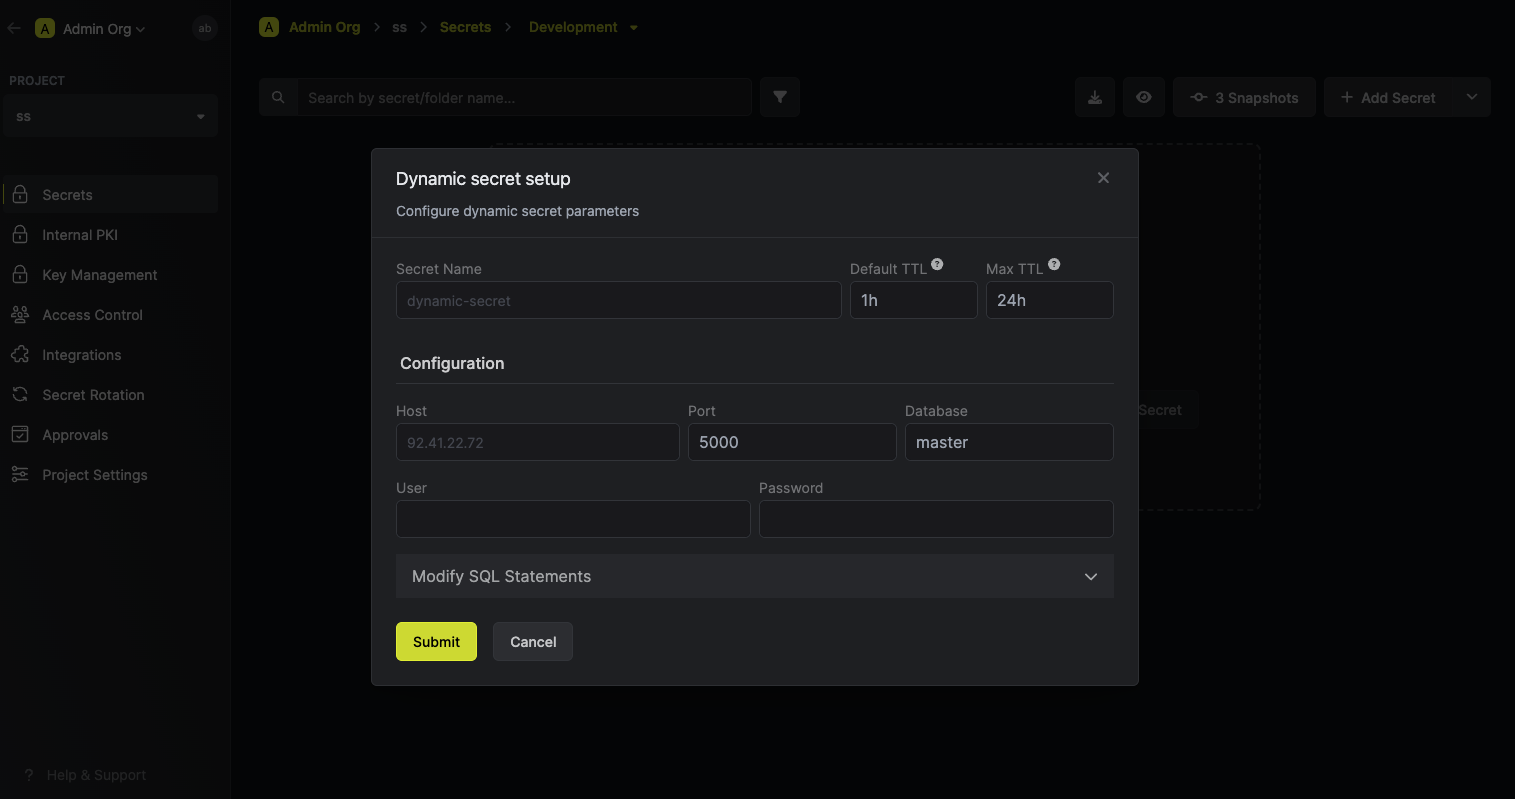 A Admin Org ab
A Admin Org > ss > Secrets > Development
PROJECT
ss
Search by secret/folder name...
3 Snapshots
+ Add Secret
Secrets
Internal PKI
Key Management
Access Control
Integrations
Secret Rotation
Approvals
Project Settings
? Help & Support
Secret
Dynamic secret setup
Configure dynamic secret parameters
Secret Name
dynamic-secret
Default TTL ?
1h
Max TTL ?
24h
Configuration
Host
92.41.22.72
Port
5000
Database
master
User
Password
Modify SQL Statements
Submit
Cancel